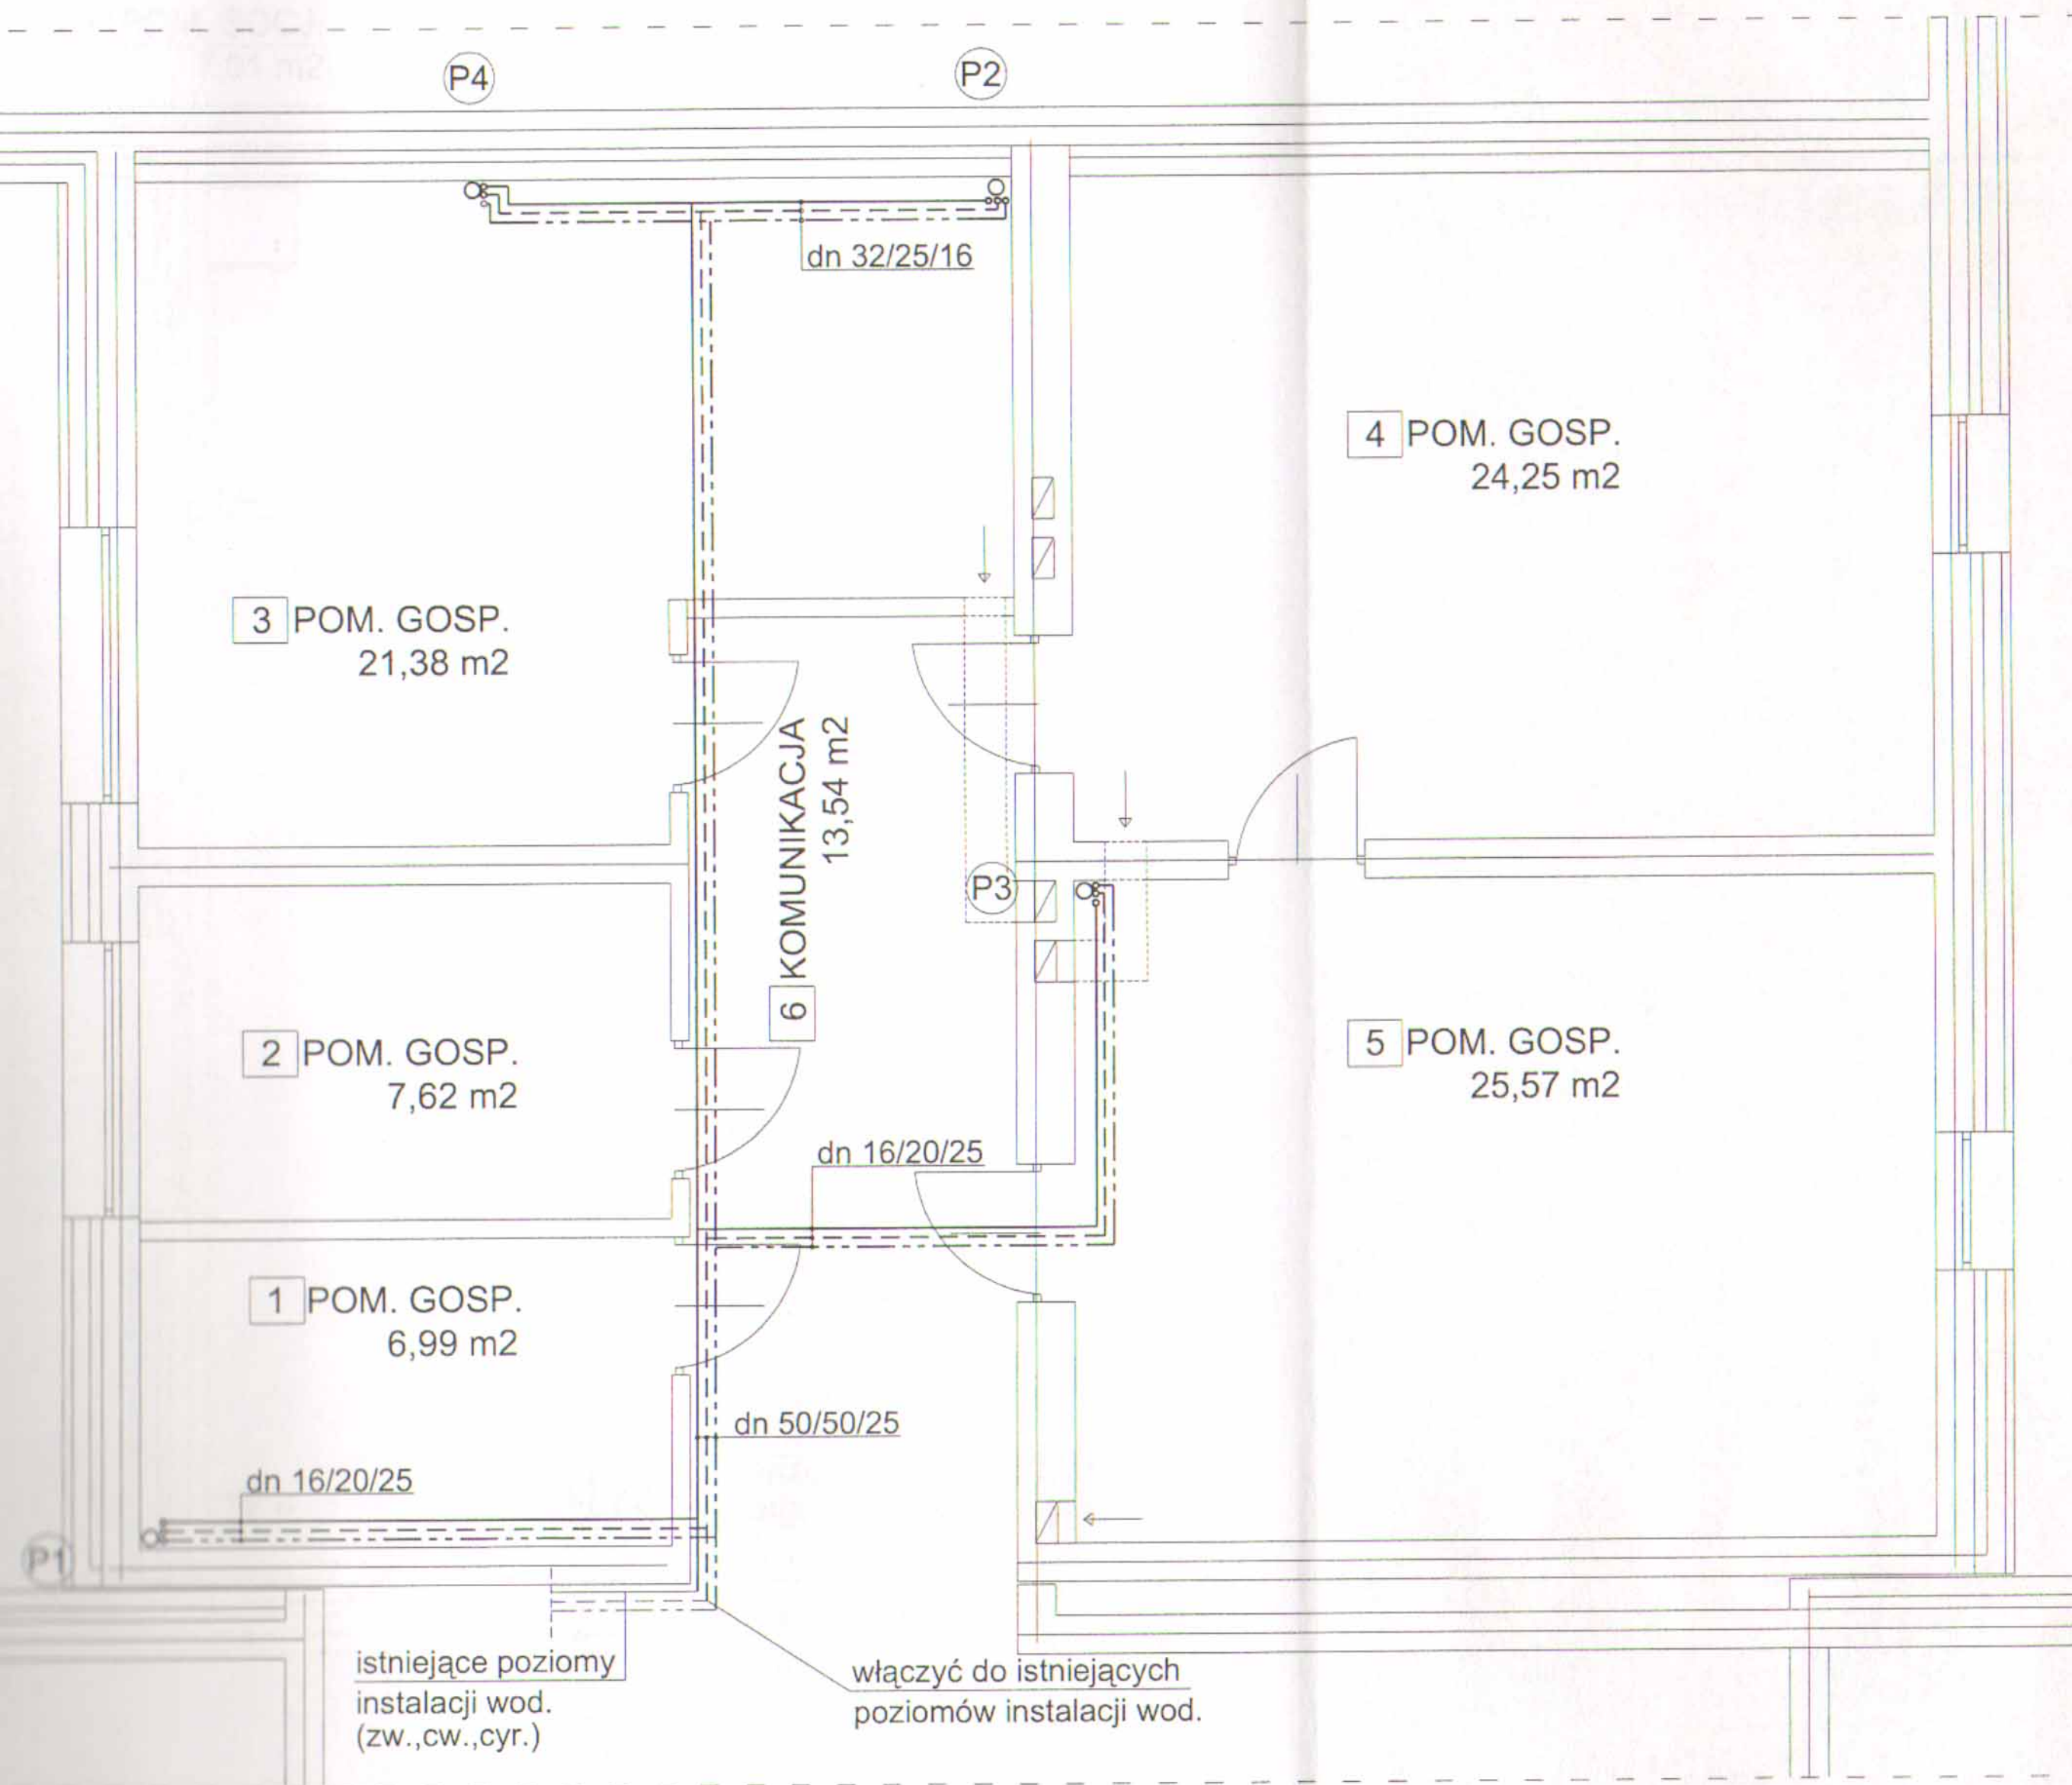 P4
P2
dn 32/25/16
4 POM. GOSP.
24,25 m2
3 POM. GOSP.
21,38 m2
6 KOMUNIKACJA
13,54 m2
P3
2 POM. GOSP.
7,62 m2
5 POM. GOSP.
25,57 m2
dn 16/20/25
1 POM. GOSP.
6,99 m2
dn 50/50/25
dn 16/20/25
P1
istniejące poziomy
instalacji wod.
(zw.,cw.,cyr.)
włączyć do istniejących
poziomów instalacji wod.